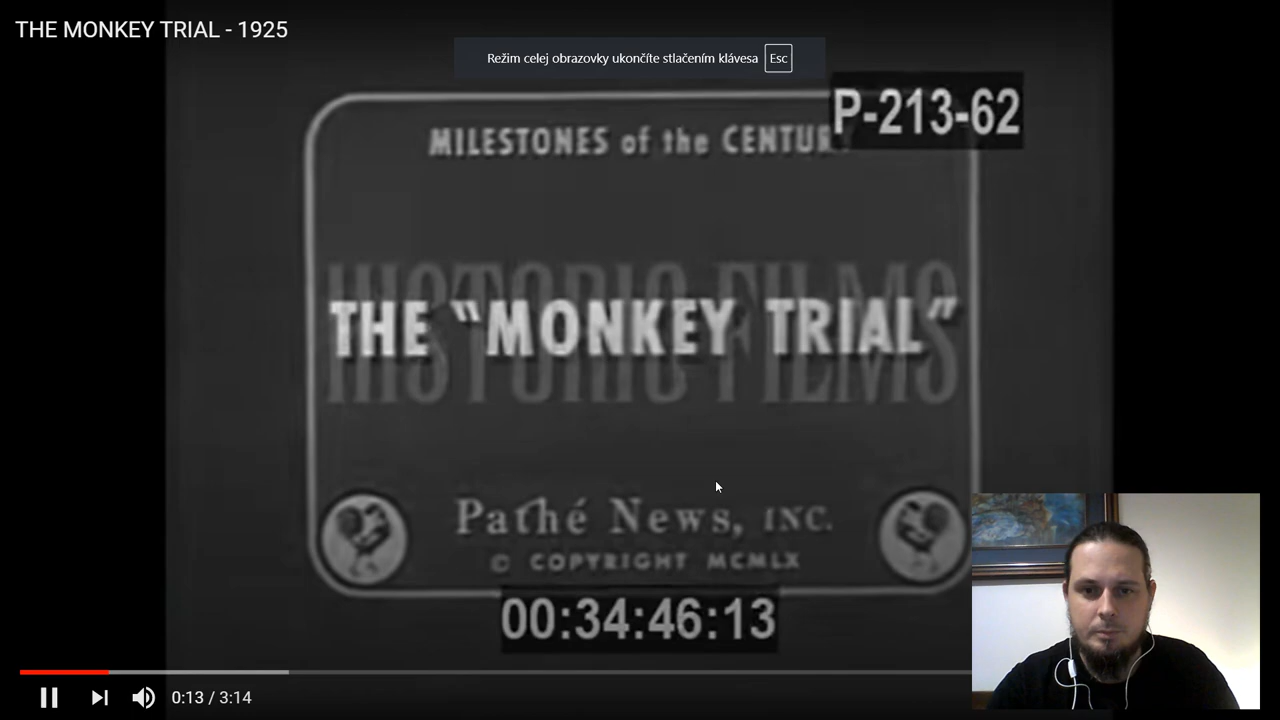 THE MONKEY TRIAL - 1925
Režim celej obrazovky ukončíte stlačením klávesa Esc
P-213-62
MILESTONES of the CENTURY
HISTORIC FILMS
THE “MONKEY TRIAL”
Pathé News, INC.
© COPYRIGHT MCMLX
00:34:46:13
0:13 / 3:14